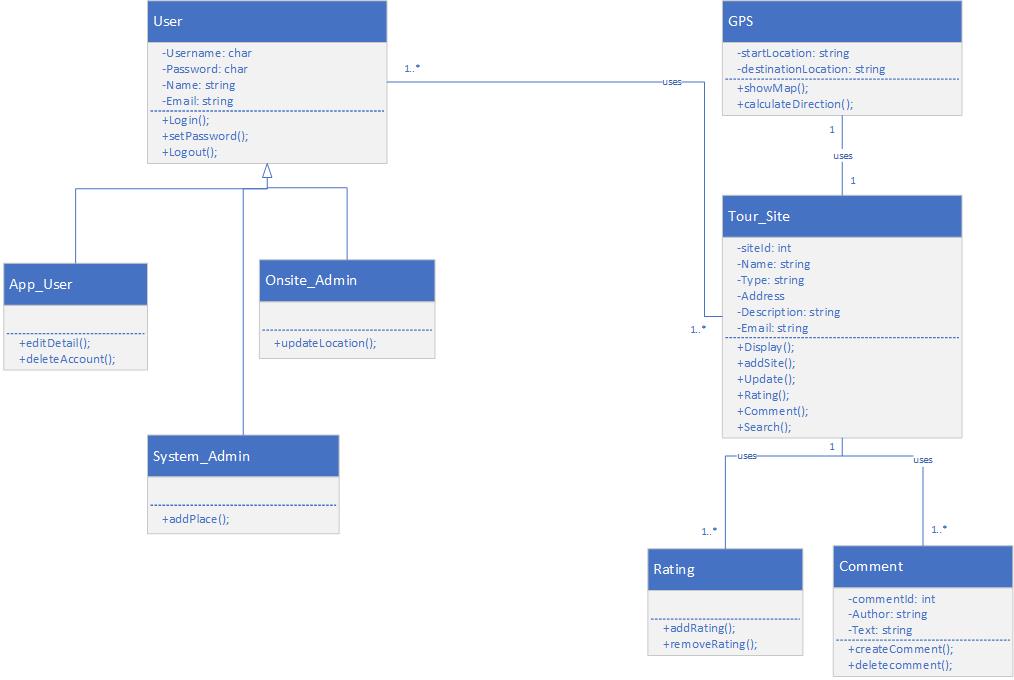 User
-Username: char
-Password: char
-Name: string
-Email: string
+Login();
+setPassword();
+Logout();
1..*
uses
GPS
-startLocation: string
-destinationLocation: string
+showMap();
+calculateDirection();
1
uses
1
Tour_Site
-siteId: int
-Name: string
-Type: string
-Address
-Description: string
-Email: string
+Display();
+addSite();
+Update();
+Rating();
+Comment();
+Search();
1..*
App_User
+editDetail();
+deleteAccount();
Onsite_Admin
+updateLocation();
System_Admin
+addPlace();
1
uses
uses
1..*
1..*
Rating
+addRating();
+removeRating();
Comment
-commentId: int
-Author: string
-Text: string
+createComment();
+deletecomment();